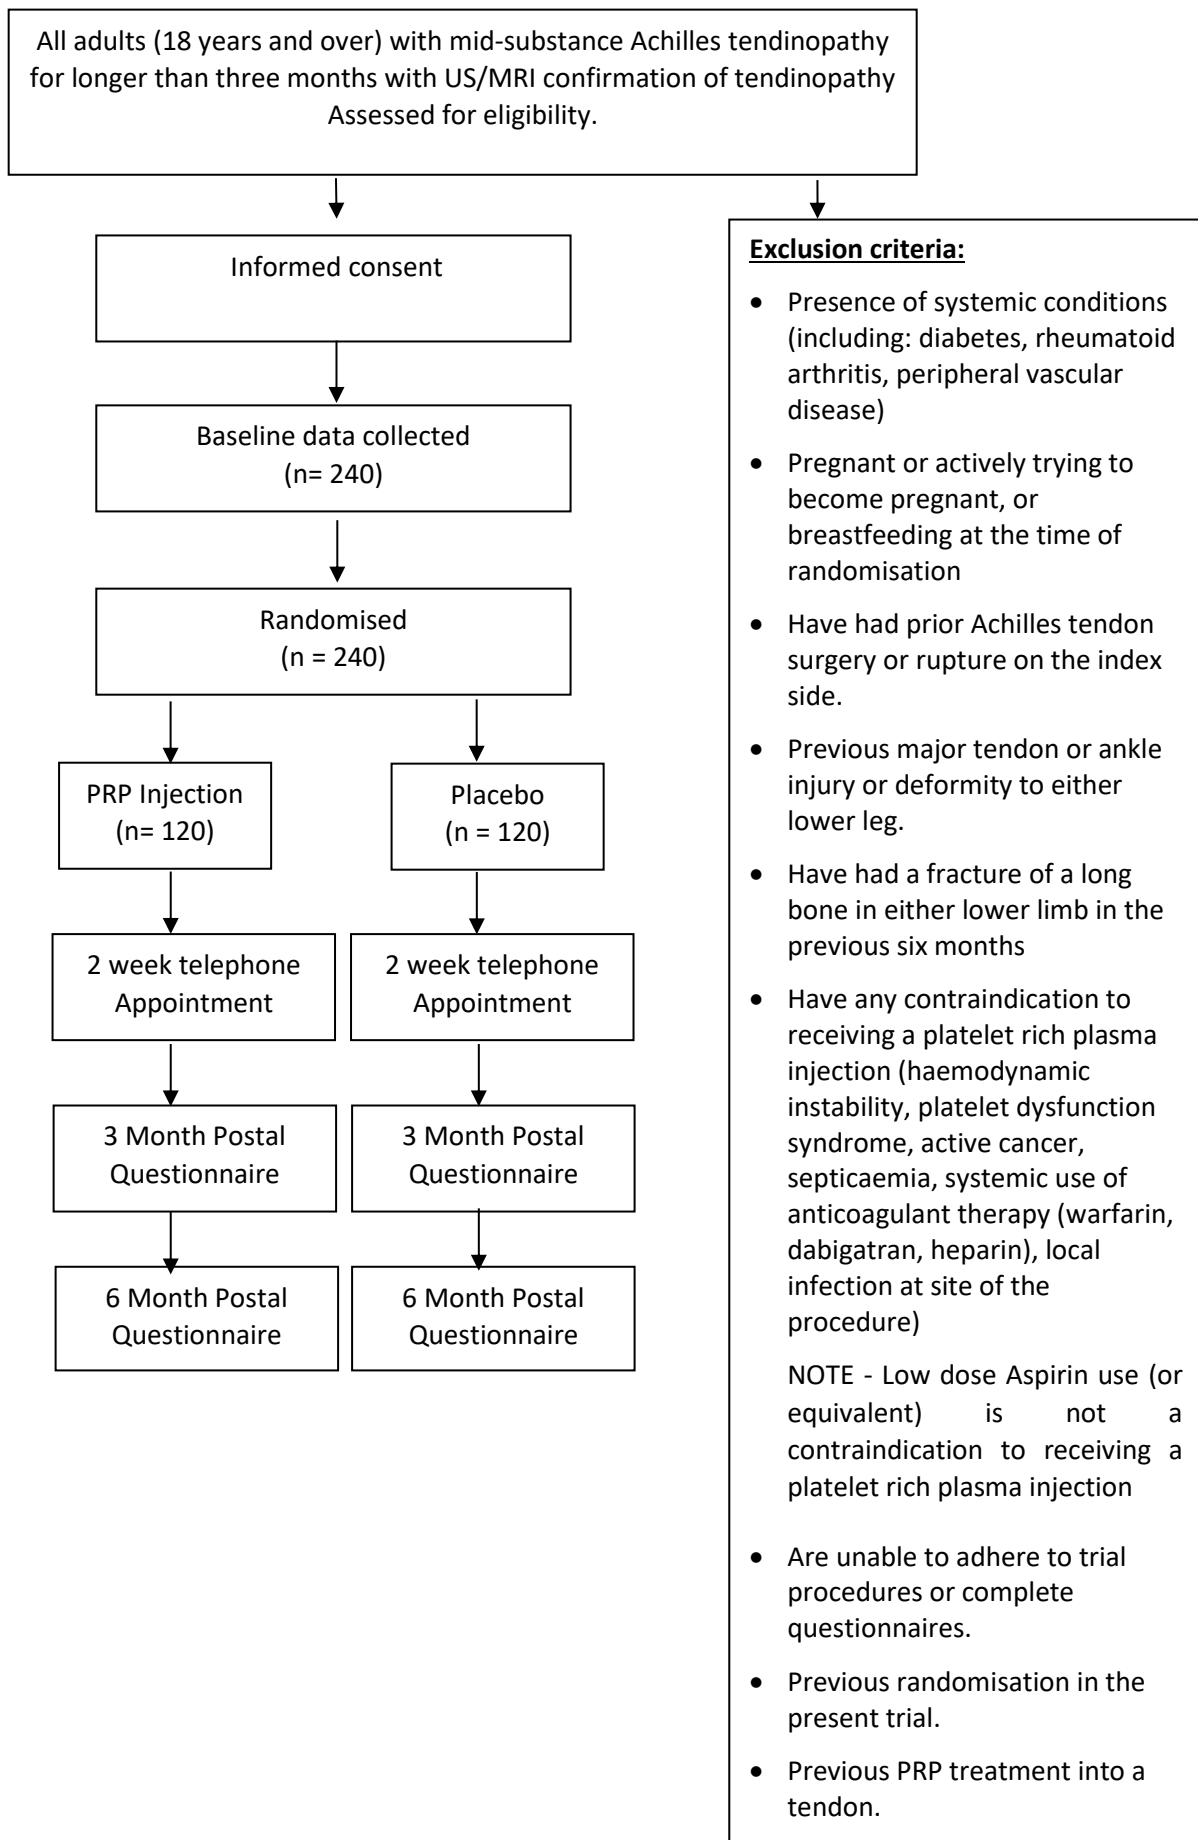 All adults (18 years and over) with mid-substance Achilles tendinopathy
for longer than three months with US/MRI confirmation of tendinopathy
Assessed for eligibility.
Informed consent
Baseline data collected
(n= 240)
Randomised
(n = 240)
PRP Injection
(n= 120)
Placebo
(n = 120)
2 week telephone
Appointment
2 week telephone
Appointment
3 Month Postal
Questionnaire
3 Month Postal
Questionnaire
6 Month Postal
Questionnaire
6 Month Postal
Questionnaire
Exclusion criteria:
• Presence of systemic conditions
(including: diabetes, rheumatoid
arthritis, peripheral vascular
disease)
• Pregnant or actively trying to
become pregnant, or
breastfeeding at the time of
randomisation
• Have had prior Achilles tendon
surgery or rupture on the index
side.
• Previous major tendon or ankle
injury or deformity to either
lower leg.
• Have had a fracture of a long
bone in either lower limb in the
previous six months
• Have any contraindication to
receiving a platelet rich plasma
injection (haemodynamic
instability, platelet dysfunction
syndrome, active cancer,
septicaemia, systemic use of
anticoagulant therapy (warfarin,
dabigatran, heparin), local
infection at site of the
procedure)
NOTE - Low dose Aspirin use (or
equivalent) is not a
contraindication to receiving a
platelet rich plasma injection
• Are unable to adhere to trial
procedures or complete
questionnaires.
• Previous randomisation in the
present trial.
• Previous PRP treatment into a
tendon.